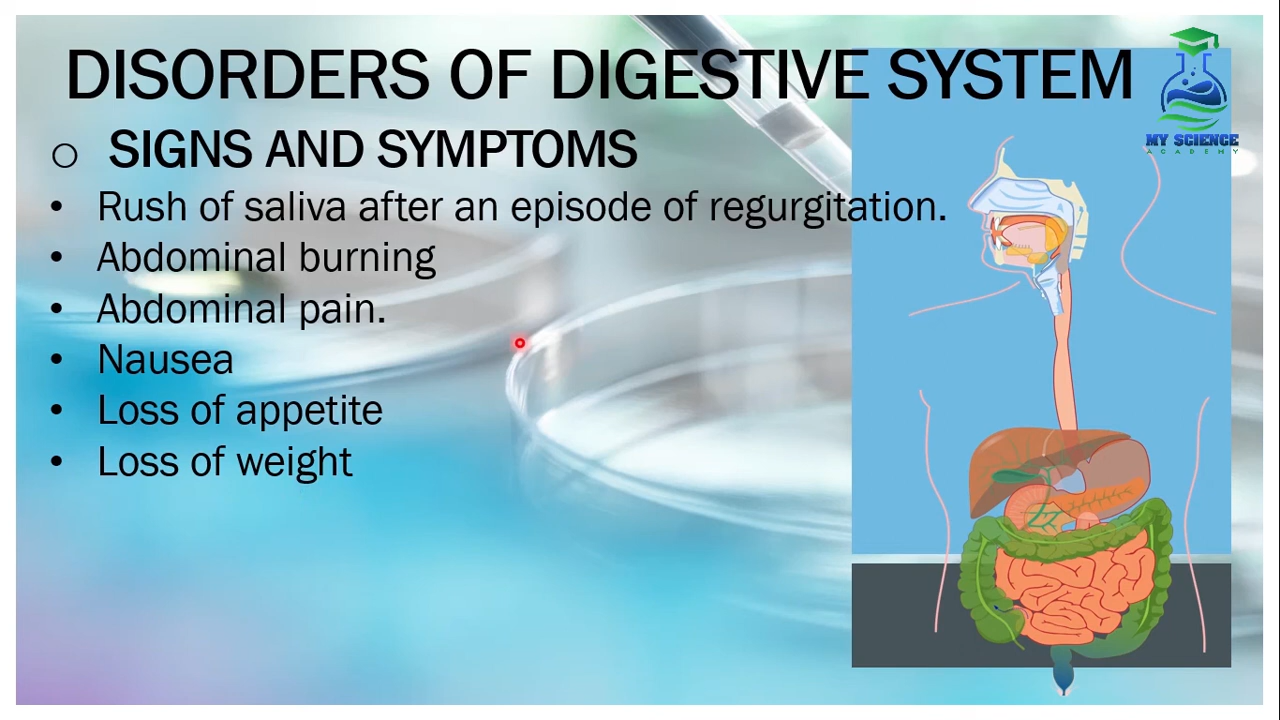 DISORDERS OF DIGESTIVE SYSTEM
MY SCIENCE
ACADEMY
o SIGNS AND SYMPTOMS
• Rush of saliva after an episode of regurgitation.
• Abdominal burning
• Abdominal pain.
• Nausea
• Loss of appetite
• Loss of weight